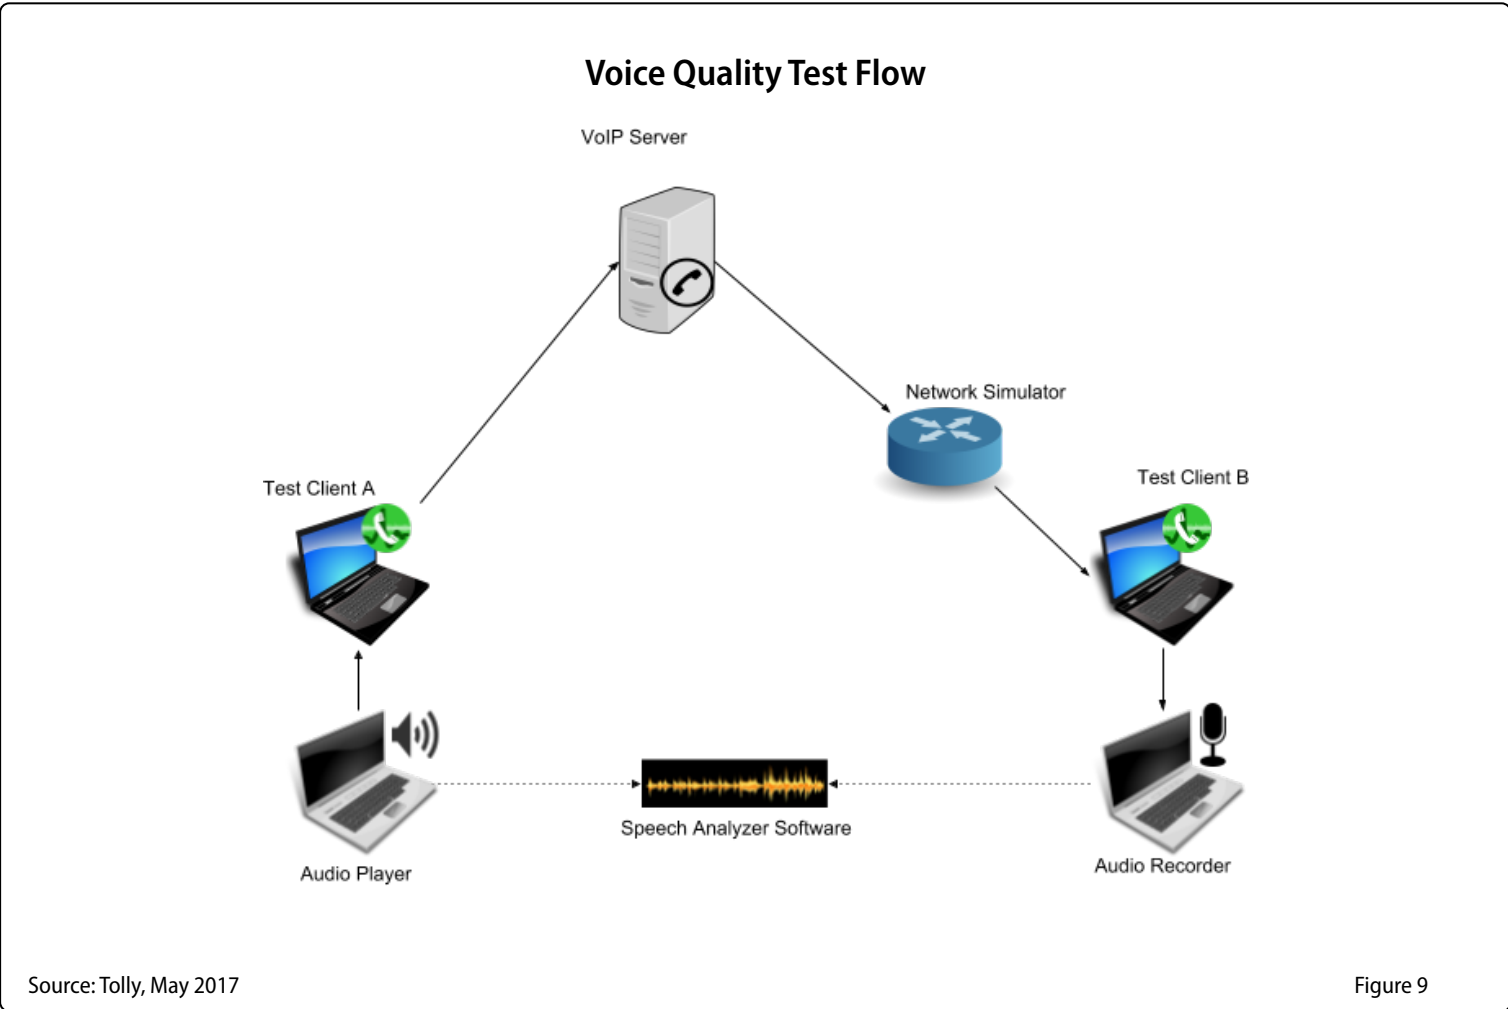 Voice Quality Test Flow
VoIP Server
Network Simulator
Test Client A
Test Client B
Speech Analyzer Software
Audio Player
Audio Recorder
Source: Tolly, May 2017
Figure 9